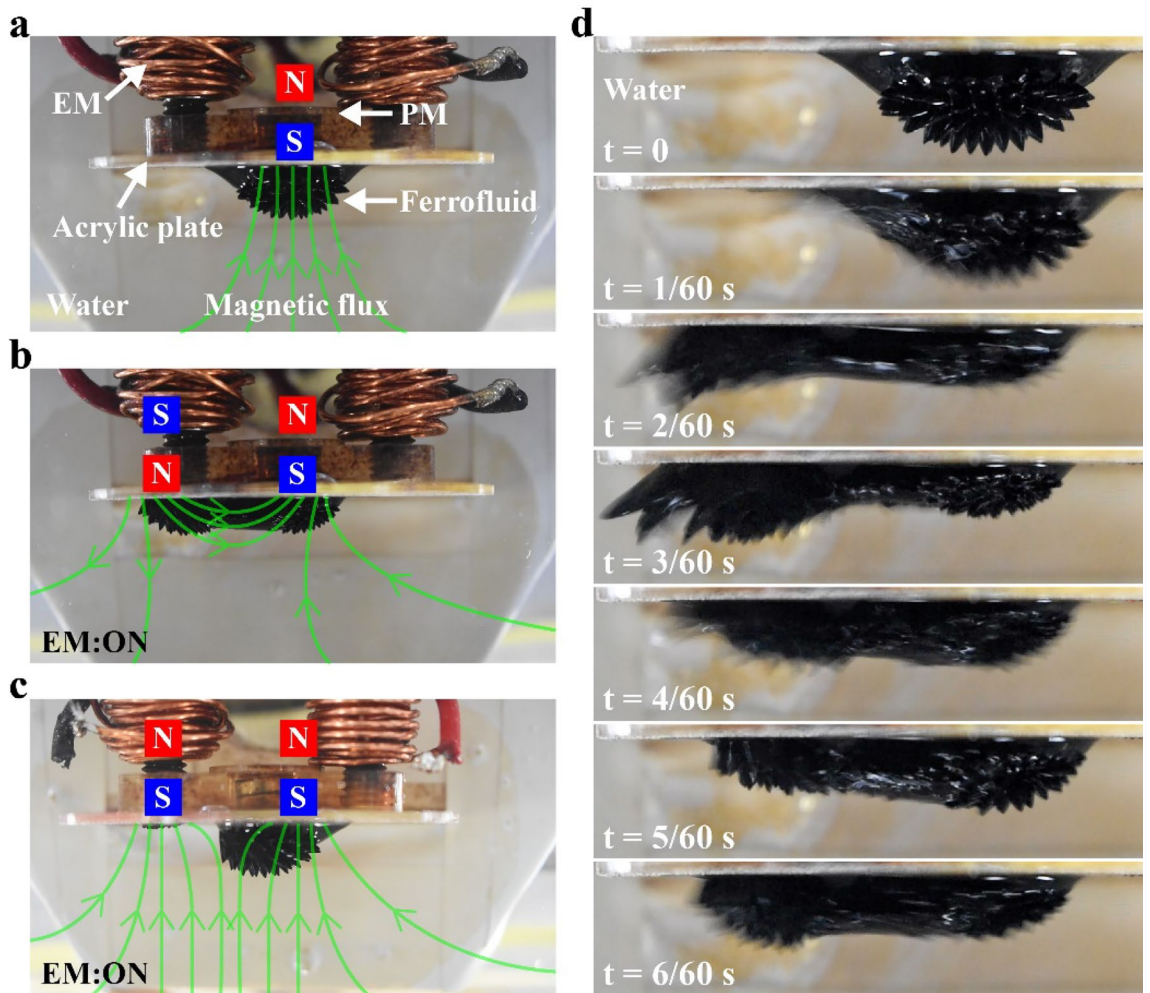 a
N
EM
PM
S
Ferrofluid
Acrylic plate
Water
Magnetic flux
b
S
N
N
S
EM:ON
c
N
N
S
S
EM:ON
d
Water
t = 0
t = 1/60 s
t = 2/60 s
t = 3/60 s
t = 4/60 s
t = 5/60 s
t = 6/60 s